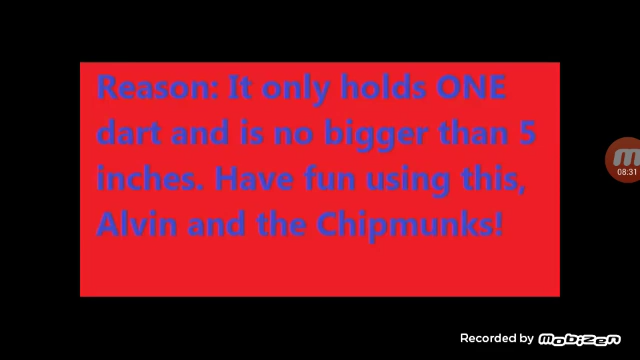 Reason: It only holds ONE
dart and is no bigger than 5
inches. Have fun using this,
Alvin and the Chipmunks!
08:31
Recorded by Mobizen